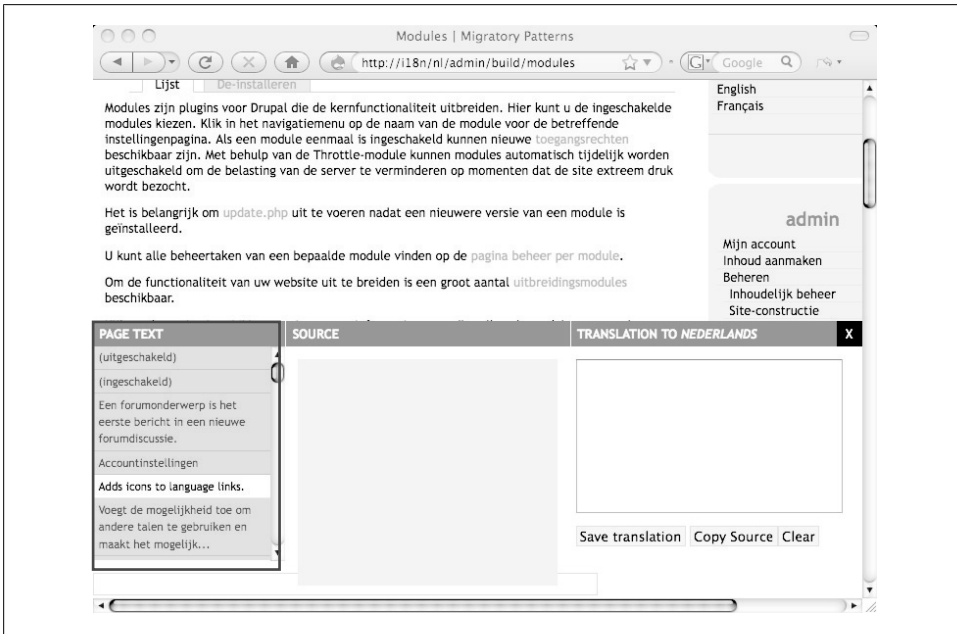 Modules | Migratory Patterns
http://i18n/nl/admin/build/modules
Google
Lijst
De-installeren
Modules zijn plugins voor Drupal die de kernfunctionaliteit uitbreiden. Hier kunt u de ingeschakelde
modules kiezen. Klik in het navigatiemenu op de naam van de module voor de betreffende
instellingenpagina. Als een module eenmaal is ingeschakeld kunnen nieuwe toegangsrechten
beschikbaar zijn. Met behulp van de Throttle-module kunnen modules automatisch tijdelijk worden
uitgeschakeld om de belasting van de server te verminderen op momenten dat de site extreem druk
wordt bezocht.
Het is belangrijk om update.php uit te voeren nadat een nieuwere versie van een module is
geïnstalleerd.
U kunt alle beheertaken van een bepaalde module vinden op de pagina beheer per module.
Om de functionaliteit van uw website uit te breiden is een groot aantal uitbreidingsmodules
beschikbaar.
English
Français
admin
Mijn account
Inhoud aanmaken
Beheren
Inhoudelijk beheer
Site-constructie
PAGE TEXT
(uitgeschakeld)
(ingeschakeld)
Een forumonderwerp is het
eerste bericht in een nieuwe
forumdiscussie.
Accountinstellingen
Adds icons to language links.
Voegt de mogelijkheid toe om
andere talen te gebruiken en
maakt het mogelijk...
SOURCE
TRANSLATION TO NEDERLANDS
X
Save translation
Copy Source
Clear